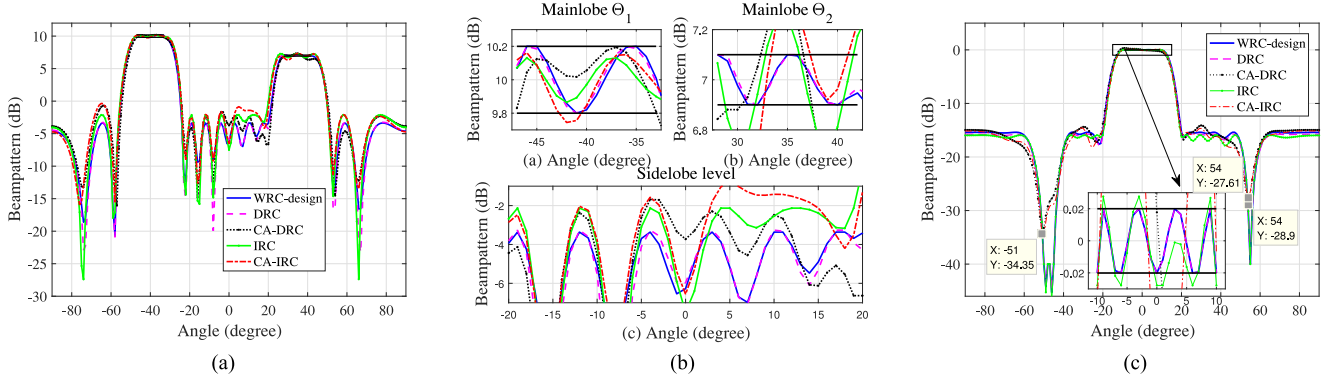 10
5
0
-5
-10
-15
-20
-25
-30
Beampattern (dB)
-80 -60 -40 -20 0 20 40 60 80
Angle (degree)
WRC-design
DRC
CA-DRC
IRC
CA-IRC
(a)
Mainlobe Θ1
10.2
10
9.8
Beampattern (dB)
-45 -40 -35
(a) Angle (degree)
Mainlobe Θ2
7.2
7
6.8
Beampattern (dB)
30 35 40
(b) Angle (degree)
Sidelobe level
-2
-4
-6
Beampattern (dB)
-20 -15 -10 -5 0 5 10 15 20
(c) Angle (degree)
(b)
0
-10
-20
-30
-40
Beampattern (dB)
-80 -60 -40 -20 0 20 40 60 80
Angle (degree)
WRC-design
DRC
CA-DRC
IRC
CA-IRC
X: 54
Y: -27.61
X: 54
Y: -28.9
X: -51
Y: -34.35
0.02
0
-0.02
-10 -5 0 5 10
(c)